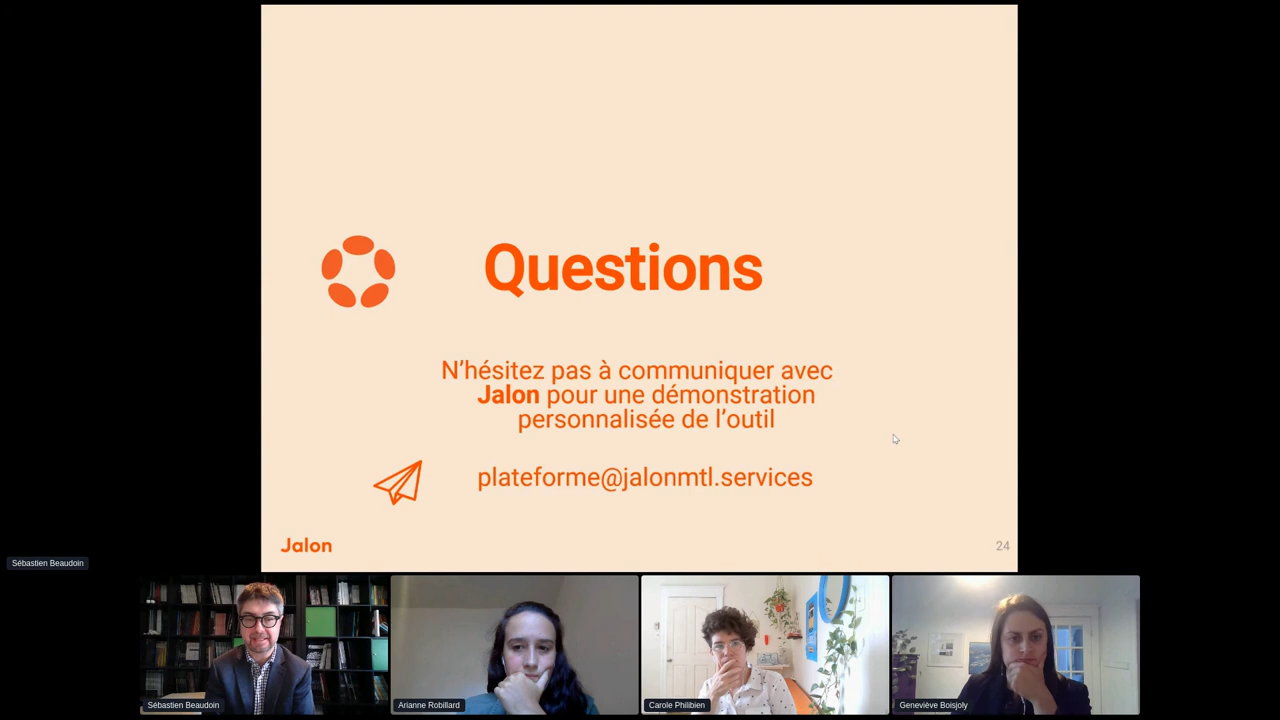 Questions
N'hésitez pas à communiquer avec
Jalon pour une démonstration
personnalisée de l'outil
plateforme@jalonmtl.services
Jalon
24
Sébastien Beaudoin
Sébastien Beaudoin
Arianne Robillard
Carole Philibien
Geneviève Boisjoly